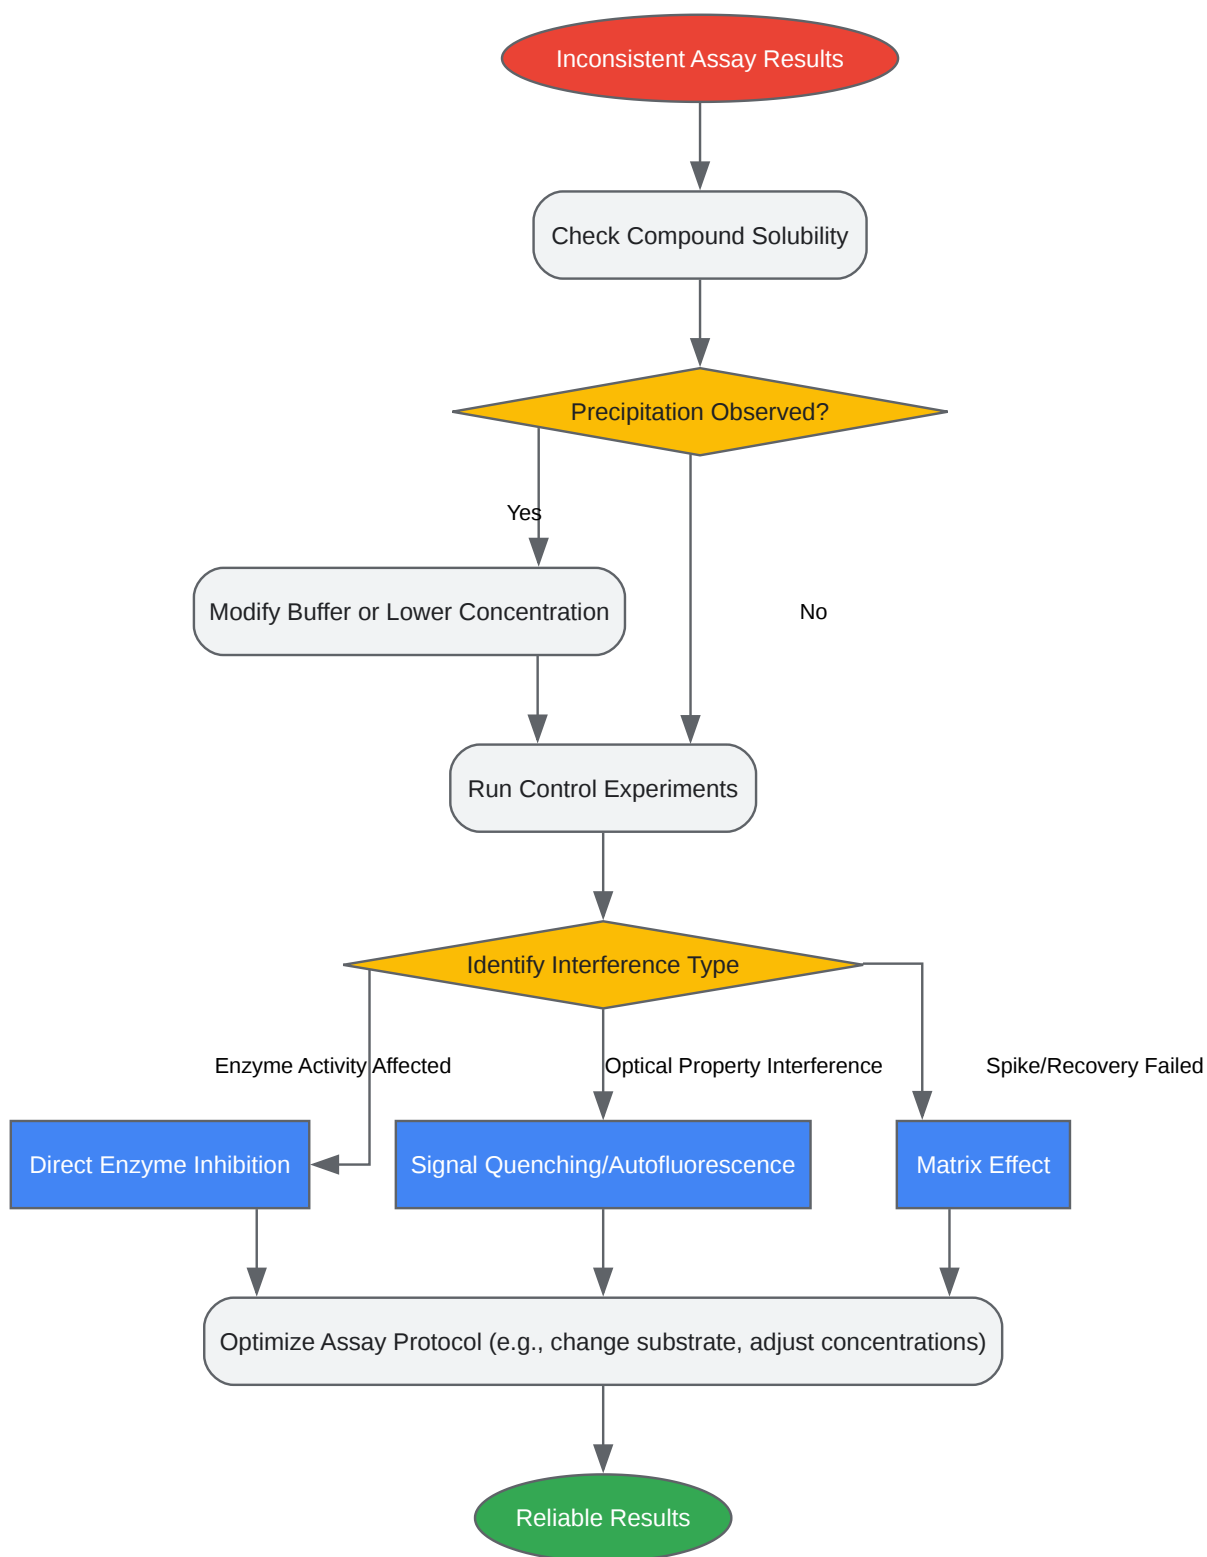 Inconsistent Assay Results
Check Compound Solubility
Precipitation Observed?
Yes
Modify Buffer or Lower Concentration
No
Run Control Experiments
Identify Interference Type
Enzyme Activity Affected
Optical Property Interference
Spike/Recovery Failed
Direct Enzyme Inhibition
Signal Quenching/Autofluorescence
Matrix Effect
Optimize Assay Protocol (e.g., change substrate, adjust concentrations)
Reliable Results